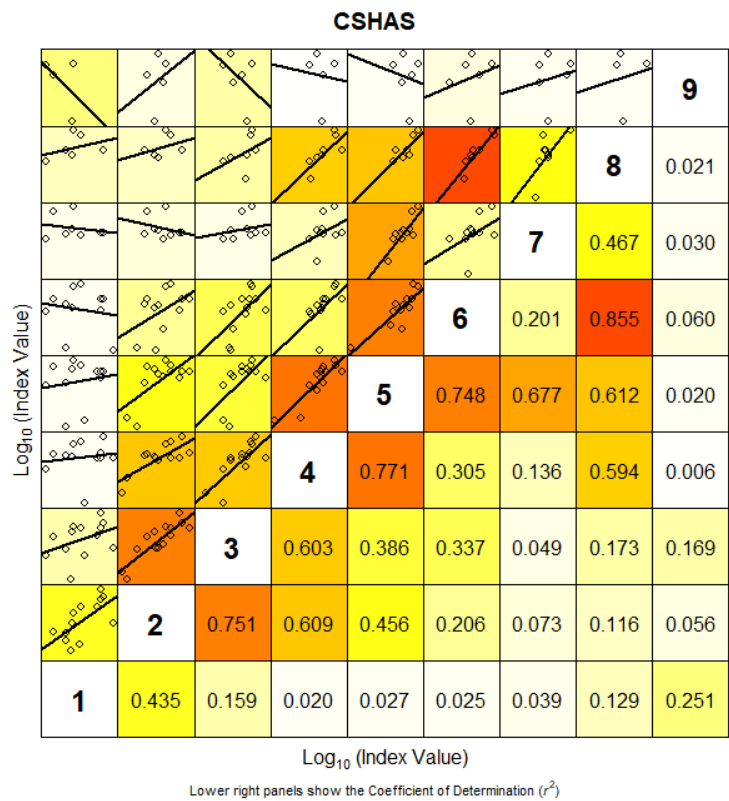 CSHAS
9
8 0.021
7 0.467 0.030
6 0.201 0.855 0.060
5 0.748 0.677 0.612 0.020
4 0.771 0.305 0.136 0.594 0.006
3 0.603 0.386 0.337 0.049 0.173 0.169
2 0.751 0.609 0.456 0.206 0.073 0.116 0.056
1 0.435 0.159 0.020 0.027 0.025 0.039 0.129 0.251
Log₁₀ (Index Value)
Log₁₀ (Index Value)
Lower right panels show the Coefficient of Determination (r²)